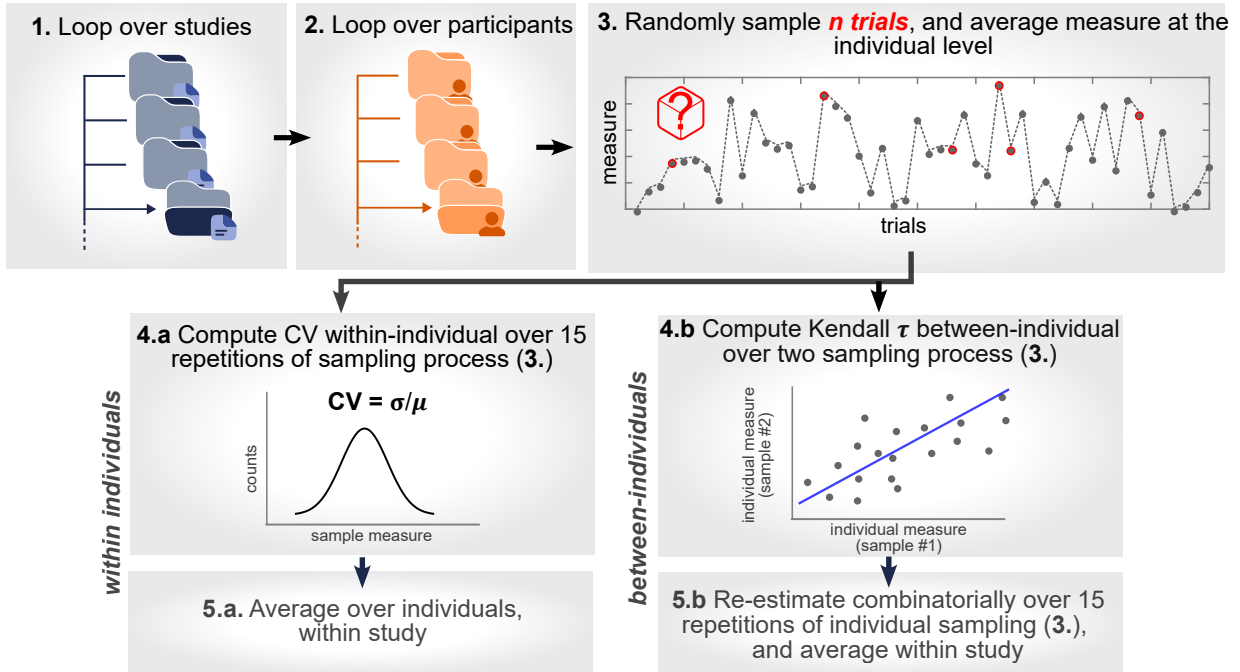 1. Loop over studies
2. Loop over participants
3. Randomly sample n trials, and average measure at the
individual level
?
measure
trials
4.a Compute CV within-individual over 15
repetitions of sampling process (3.)
CV = σ/μ
counts
sample measure
within individuals
5.a. Average over individuals,
within study
4.b Compute Kendall τ between-individual
over two sampling process (3.)
individual measure
(sample #2)
individual measure
(sample #1)
between-individuals
5.b Re-estimate combinatorially over 15
repetitions of individual sampling (3.),
and average within study